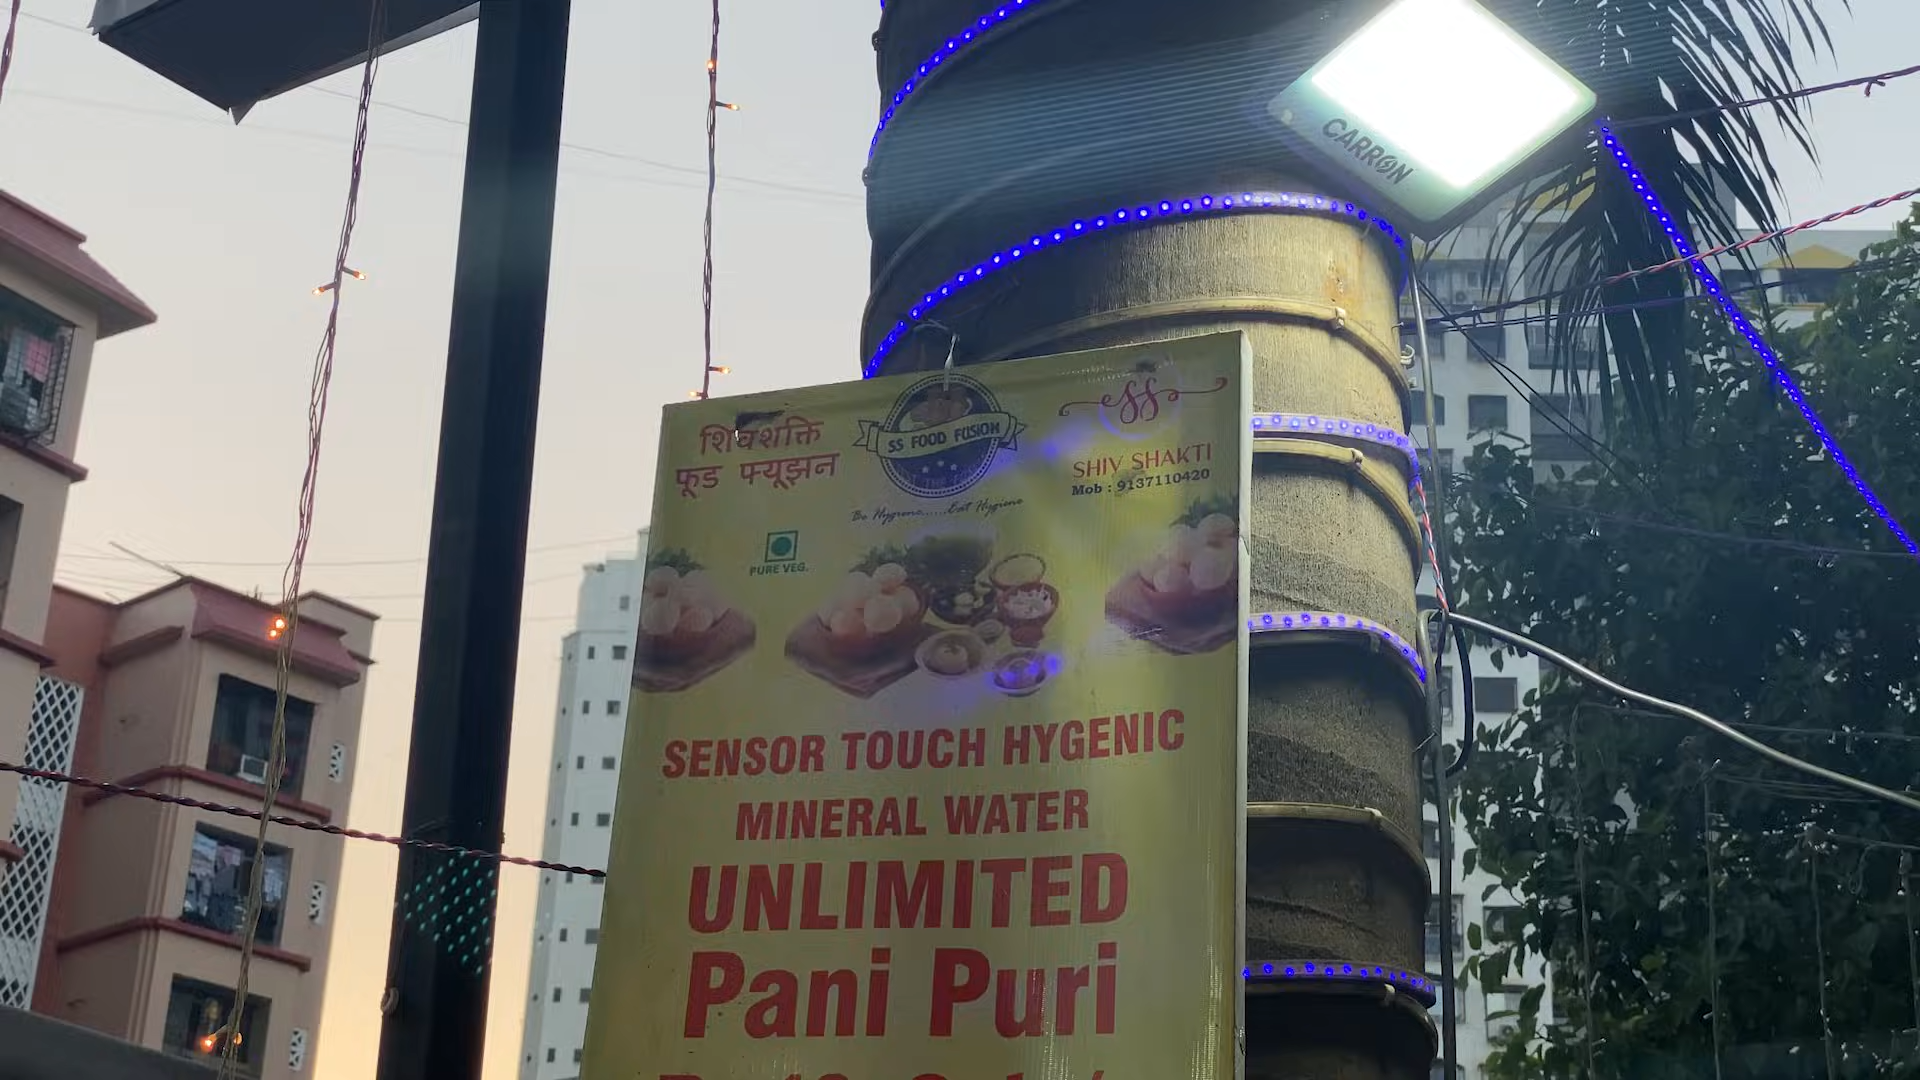 CARRON
शिवशक्ति
फूड फ्यूझन
SS FOOD FUSION
Be Hygiene......Eat Hygiene
SS
SHIV SHAKTI
Mob : 9137110420
PURE VEG.
SENSOR TOUCH HYGENIC
MINERAL WATER
UNLIMITED
Pani Puri